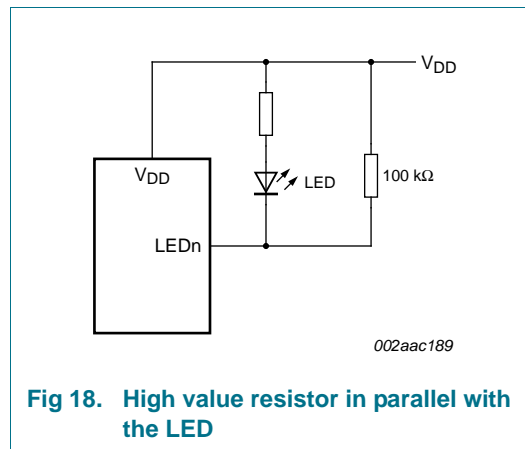 VDD
VDD
LED
100 kΩ
LEDn
002aac189
Fig 18. High value resistor in parallel with
the LED